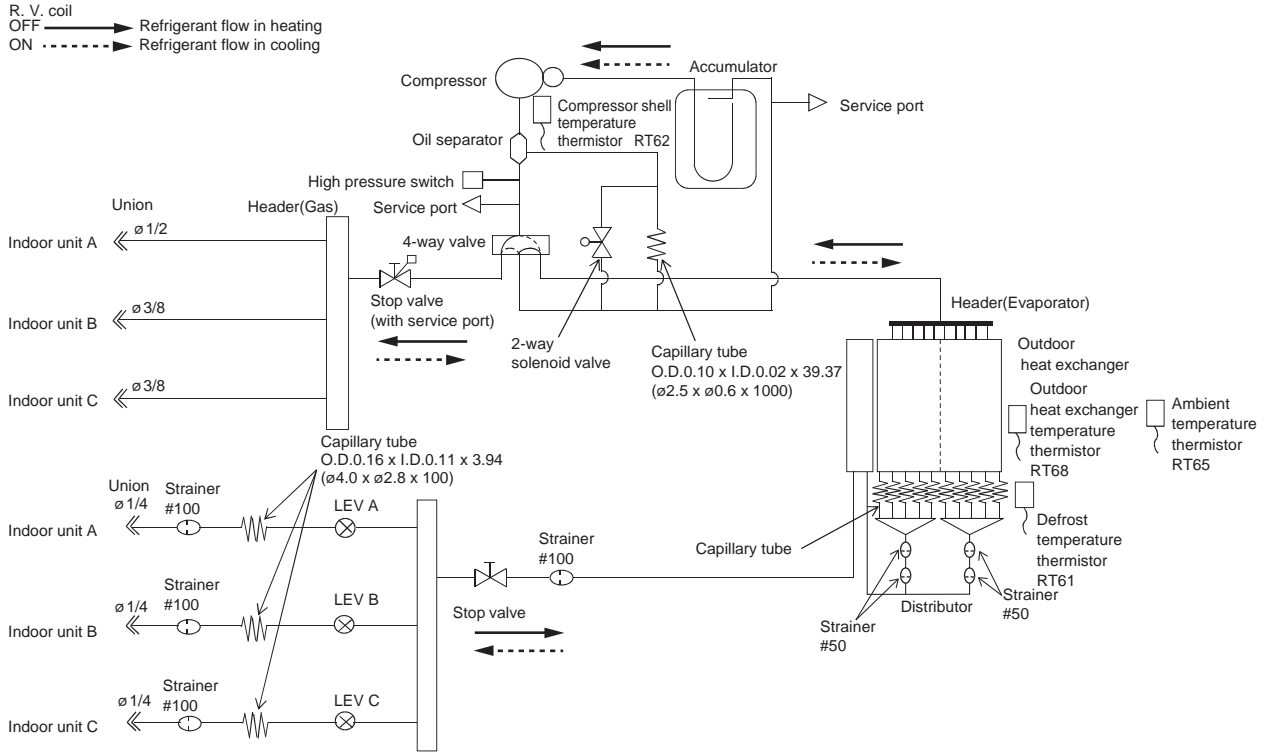 R. V. coil
OFF Refrigerant flow in heating
ON Refrigerant flow in cooling
Compressor
Accumulator
Service port
Compressor shell
temperature
thermistor RT62
Oil separator
High pressure switch
Service port
4-way valve
Union
Header(Gas)
Indoor unit A
ø 1/2
Indoor unit B
ø 3/8
Indoor unit C
ø 3/8
Stop valve
(with service port)
2-way
solenoid valve
Capillary tube
O.D.0.10 x I.D.0.02 x 39.37
(ø2.5 x ø0.6 x 1000)
Header(Evaporator)
Outdoor
heat exchanger
Outdoor
heat exchanger
temperature
thermistor
RT68
Ambient
temperature
thermistor
RT65
Capillary tube
O.D.0.16 x I.D.0.11 x 3.94
(ø4.0 x ø2.8 x 100)
Union
ø 1/4
Strainer
#100
LEV A
Indoor unit A
ø 1/4
Strainer
#100
LEV B
Indoor unit B
ø 1/4
Strainer
#100
LEV C
Indoor unit C
Stop valve
Strainer
#100
Capillary tube
Defrost
temperature
thermistor
RT61
Distributor
Strainer
#50
Strainer
#50